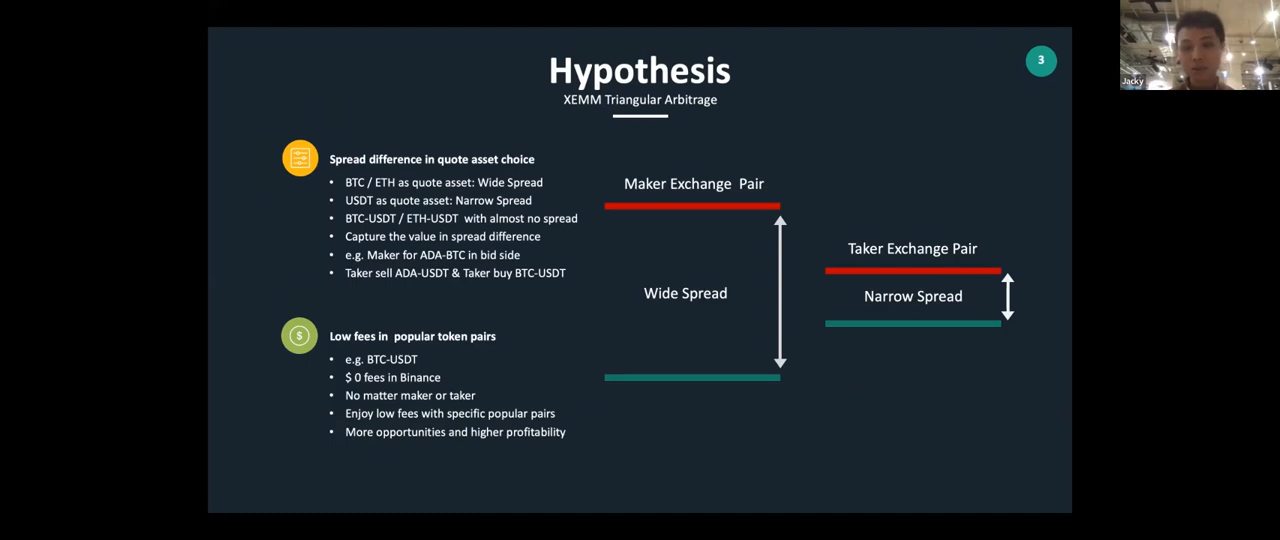 Hypothesis
XEMM Triangular Arbitrage
3
Jacky
Spread difference in quote asset choice
• BTC / ETH as quote asset: Wide Spread
• USDT as quote asset: Narrow Spread
• BTC-USDT / ETH-USDT with almost no spread
• Capture the value in spread difference
• e.g. Maker for ADA-BTC in bid side
• Taker sell ADA-USDT & Taker buy BTC-USDT
$
Low fees in popular token pairs
• e.g. BTC-USDT
• $ 0 fees in Binance
• No matter maker or taker
• Enjoy low fees with specific popular pairs
• More opportunities and higher profitability
Maker Exchange Pair
Wide Spread
Taker Exchange Pair
Narrow Spread